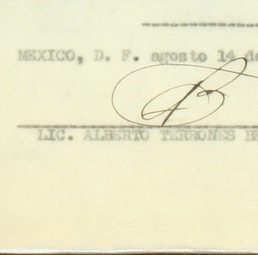 MEXICO, D. F. agosto 14 de
LIC. ALBERTO TERRONES